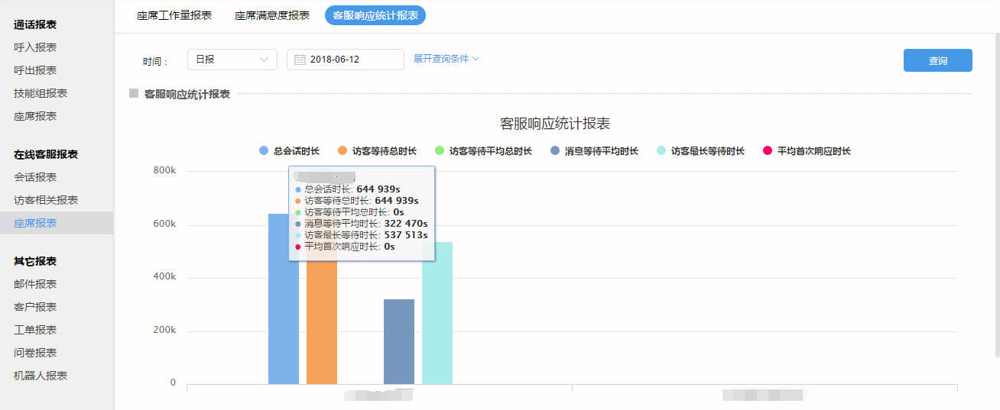 通话报表
呼入报表
呼出报表
技能组报表
座席报表
在线客服报表
会话报表
访客相关报表
座席报表
其它报表
邮件报表
客户报表
工单报表
问卷报表
机器人报表
座席工作量报表 座席满意度报表 客服响应统计报表
时间： 日报 2018-06-12 展开查询条件 查询
客服响应统计报表
客服响应统计报表
总会话时长 访客等待总时长 访客等待平均总时长 消息等待平均时长 访客最长等待时长 平均首次响应时长
800k
600k
400k
200k
0
总会话时长: 644 939s
访客等待总时长: 644 939s
访客等待平均总时长: 0s
消息等待平均时长: 322 470s
访客最长等待时长: 537 513s
平均首次响应时长: 0s